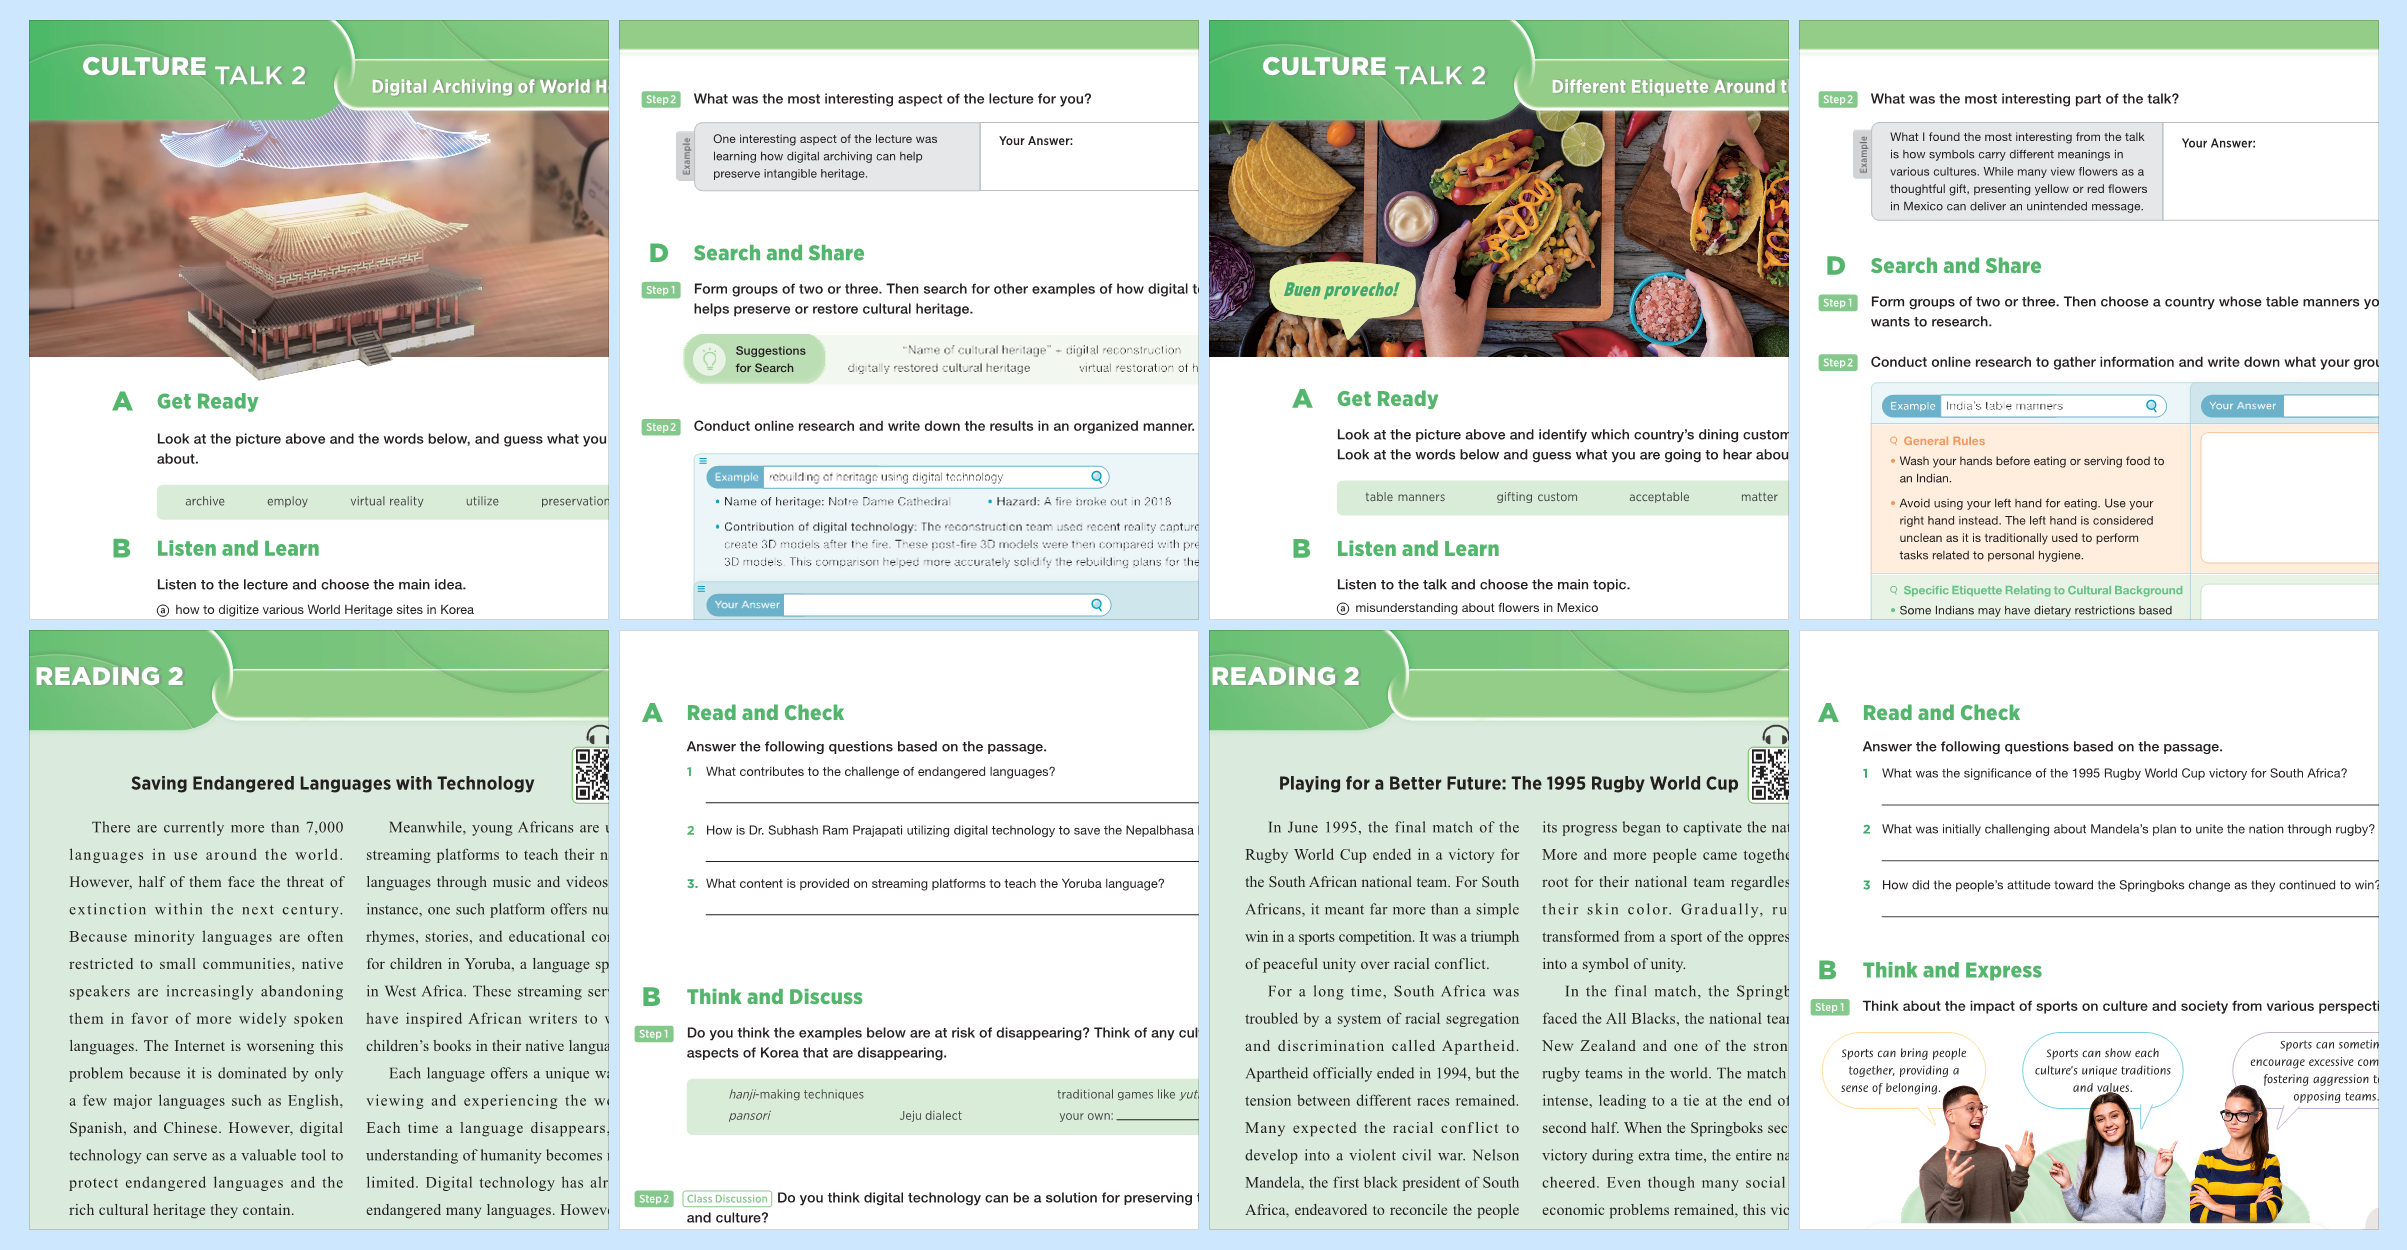 CULTURE TALK 2
Digital Archiving of World H
A Get Ready
Look at the picture above and the words below, and guess what you
about.
archive employ virtual reality utilize preservation
B Listen and Learn
Listen to the lecture and choose the main idea.
ⓐ how to digitize various World Heritage sites in Korea
Step 2 What was the most interesting aspect of the lecture for you?
Example
One interesting aspect of the lecture was
learning how digital archiving can help
preserve intangible heritage.
Your Answer:
D Search and Share
Step 1 Form groups of two or three. Then search for other examples of how digital t
helps preserve or restore cultural heritage.
Suggestions
for Search
"Name of cultural heritage" + digital reconstruction
digitally restored cultural heritage virtual restoration of h
Step 2 Conduct online research and write down the results in an organized manner.
Example rebuilding of heritage using digital technology
• Name of heritage: Notre Dame Cathedral • Hazard: A fire broke out in 2018
• Contribution of digital technology: The reconstruction team used recent reality capture
create 3D models after the fire. These post-fire 3D models were then compared with pre
3D models. This comparison helped more accurately solidify the rebuilding plans for the
Your Answer
CULTURE TALK 2
Different Etiquette Around t
Buen provecho!
A Get Ready
Look at the picture above and identify which country's dining custom
Look at the words below and guess what you are going to hear abou
table manners gifting custom acceptable matter
B Listen and Learn
Listen to the talk and choose the main topic.
ⓐ misunderstanding about flowers in Mexico
Step 2 What was the most interesting part of the talk?
Example
What I found the most interesting from the talk
is how symbols carry different meanings in
various cultures. While many view flowers as a
thoughtful gift, presenting yellow or red flowers
in Mexico can deliver an unintended message.
Your Answer:
D Search and Share
Step 1 Form groups of two or three. Then choose a country whose table manners yo
wants to research.
Step 2 Conduct online research to gather information and write down what your grou
Example India's table manners
Your Answer
General Rules
• Wash your hands before eating or serving food to
an Indian.
• Avoid using your left hand for eating. Use your
right hand instead. The left hand is considered
unclean as it is traditionally used to perform
tasks related to personal hygiene.
Specific Etiquette Relating to Cultural Background
• Some Indians may have dietary restrictions based
READING 2
Saving Endangered Languages with Technology
There are currently more than 7,000
languages in use around the world.
However, half of them face the threat of
extinction within the next century.
Because minority languages are often
restricted to small communities, native
speakers are increasingly abandoning
them in favor of more widely spoken
languages. The Internet is worsening this
problem because it is dominated by only
a few major languages such as English,
Spanish, and Chinese. However, digital
technology can serve as a valuable tool to
protect endangered languages and the
rich cultural heritage they contain.
Meanwhile, young Africans are u
streaming platforms to teach their n
languages through music and videos
instance, one such platform offers nu
rhymes, stories, and educational co
for children in Yoruba, a language sp
in West Africa. These streaming ser
have inspired African writers to w
children's books in their native langua
Each language offers a unique wa
viewing and experiencing the wo
Each time a language disappears,
understanding of humanity becomes
limited. Digital technology has alr
endangered many languages. Howeve
A Read and Check
Answer the following questions based on the passage.
1 What contributes to the challenge of endangered languages?
2 How is Dr. Subhash Ram Prajapati utilizing digital technology to save the Nepalbhasa
3. What content is provided on streaming platforms to teach the Yoruba language?
B Think and Discuss
Step 1 Do you think the examples below are at risk of disappearing? Think of any cul
aspects of Korea that are disappearing.
hanji-making techniques traditional games like yut
pansori Jeju dialect your own:
Step 2 Class Discussion Do you think digital technology can be a solution for preserving
and culture?
READING 2
Playing for a Better Future: The 1995 Rugby World Cup
In June 1995, the final match of the
Rugby World Cup ended in a victory for
the South African national team. For South
Africans, it meant far more than a simple
win in a sports competition. It was a triumph
of peaceful unity over racial conflict.
For a long time, South Africa was
troubled by a system of racial segregation
and discrimination called Apartheid.
Apartheid officially ended in 1994, but the
tension between different races remained.
Many expected the racial conflict to
develop into a violent civil war. Nelson
Mandela, the first black president of South
Africa, endeavored to reconcile the people
its progress began to captivate the nat
More and more people came togethe
root for their national team regardles
their skin color. Gradually, ru
transformed from a sport of the oppres
into a symbol of unity.
In the final match, the Springb
faced the All Blacks, the national tea
New Zealand and one of the stron
rugby teams in the world. The match
intense, leading to a tie at the end of
second half. When the Springboks sec
victory during extra time, the entire na
cheered. Even though many social
economic problems remained, this vic
A Read and Check
Answer the following questions based on the passage.
1 What was the significance of the 1995 Rugby World Cup victory for South Africa?
2 What was initially challenging about Mandela's plan to unite the nation through rugby?
3 How did the people's attitude toward the Springboks change as they continued to win?
B Think and Express
Step 1 Think about the impact of sports on culture and society from various perspecti
Sports can bring people
together, providing a
sense of belonging.
Sports can show each
culture's unique traditions
and values.
Sports can sometim
encourage excessive com
fostering aggression t
opposing teams.